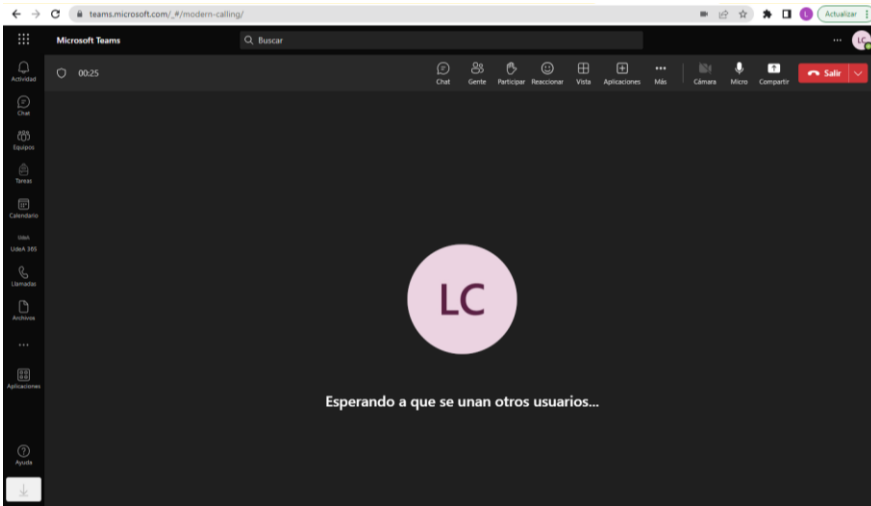 teams.microsoft.com/_#/modern-calling/
L
Actualizar
Microsoft Teams
Buscar
LC
00:25
Chat
Gente
Participar
Reaccionar
Vista
Aplicaciones
Más
Cámara
Micro
Compartir
Salir
Actividad
Chat
Equipos
Tareas
Calendario
UdeA
UdeA 365
Llamadas
Archivos
Aplicaciones
LC
Esperando a que se unan otros usuarios...
Ayuda